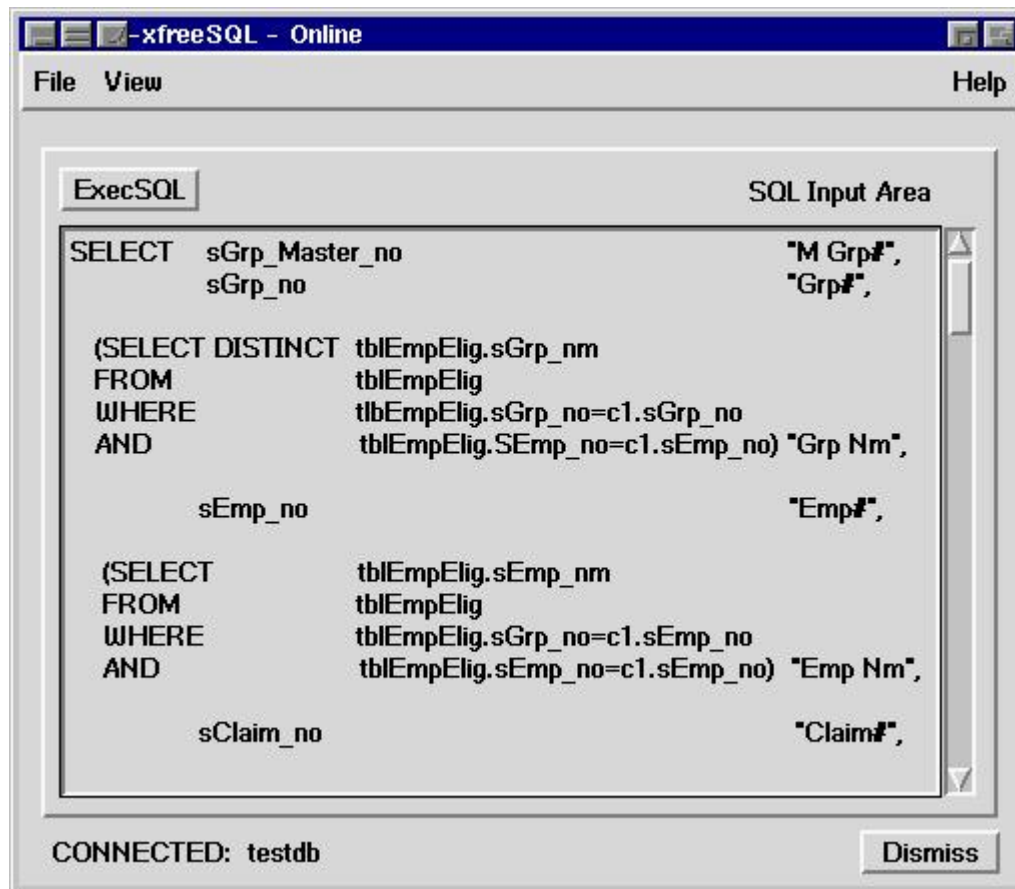 -xfreeSQL - Online
File View Help
ExecSQL SQL Input Area
SELECT sGrp_Master_no "M Grp#",
sGrp_no "Grp#",
(SELECT DISTINCT tblEmpElig.sGrp_nm
FROM tblEmpElig
WHERE tlbEmpElig.sGrp_no=c1.sGrp_no
AND tblEmpElig.SEmp_no=c1.sEmp_no) "Grp Nm",
sEmp_no "Emp#",
(SELECT tblEmpElig.sEmp_nm
FROM tblEmpElig
WHERE tblEmpElig.sGrp_no=c1.sEmp_no
AND tblEmpElig.sEmp_no=c1.sEmp_no) "Emp Nm",
sClaim_no "Claim#",
CONNECTED: testdb Dismiss